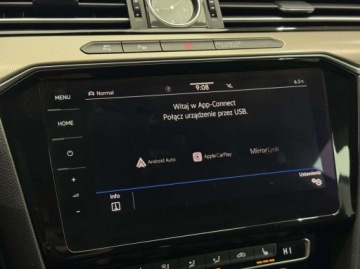 MENU
Normal
9:08
6.5°C
Witaj w App-Connect
Połącz urządzenie przez USB.
HOME
Android Auto
Apple CarPlay
MirrorLink
Ustawienia
Info